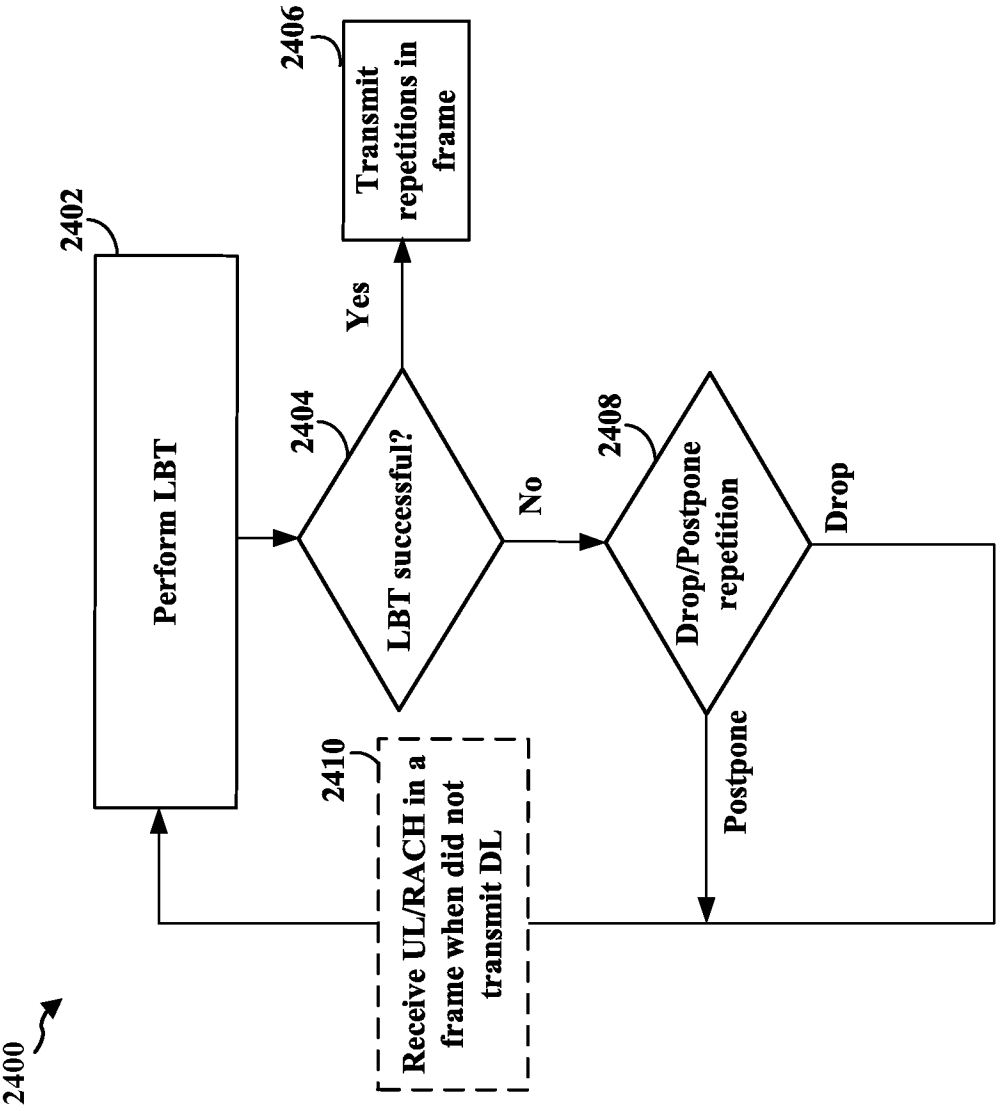 2400
2402
Perform LBT
2404
LBT successful?
Yes
2406
Transmit
repetitions in
frame
No
2408
Drop/Postpone
repetition
Postpone
Drop
2410
Receive UL/RACH in a
frame when did not
transmit DL